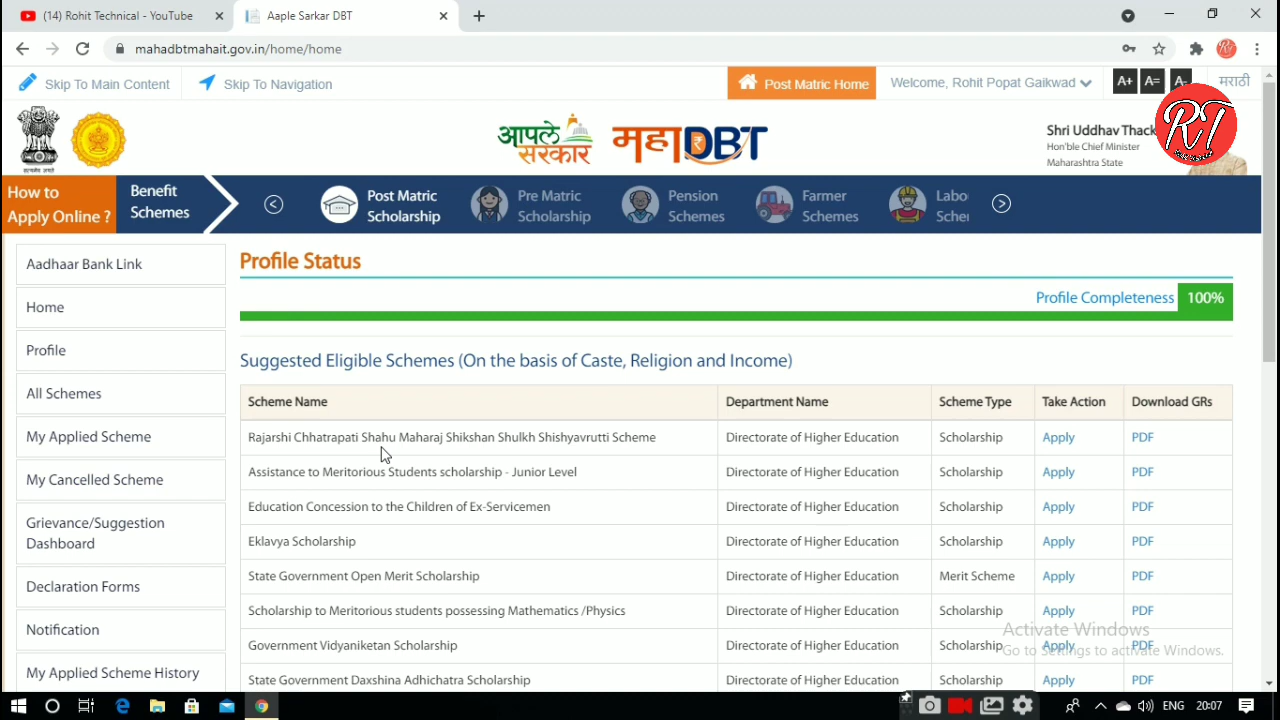 (14) Rohit Technical - YouTube
Aaple Sarkar DBT
mahadbtmahait.gov.in/home/home
Skip To Main Content
Skip To Navigation
Post Matric Home
Welcome, Rohit Popat Gaikwad
A+
A=
A-
मराठी
सत्यमेव जयते
आपले
सरकार
महाDBT
Shri Uddhav Thack
Hon'ble Chief Minister
Maharashtra State
RT
How to
Apply Online ?
Benefit
Schemes
Post Matric
Scholarship
Pre Matric
Scholarship
Pension
Schemes
Farmer
Schemes
Labo
Scher
Aadhaar Bank Link
Home
Profile
All Schemes
My Applied Scheme
My Cancelled Scheme
Grievance/Suggestion
Dashboard
Declaration Forms
Notification
My Applied Scheme History
Profile Status
Profile Completeness 100%
Suggested Eligible Schemes (On the basis of Caste, Religion and Income)
Scheme Name Department Name Scheme Type Take Action Download GRs
Rajarshi Chhatrapati Shahu Maharaj Shikshan Shulkh Shishyavrutti Scheme Directorate of Higher Education Scholarship Apply PDF
Assistance to Meritorious Students scholarship - Junior Level Directorate of Higher Education Scholarship Apply PDF
Education Concession to the Children of Ex-Servicemen Directorate of Higher Education Scholarship Apply PDF
Eklavya Scholarship Directorate of Higher Education Scholarship Apply PDF
State Government Open Merit Scholarship Directorate of Higher Education Merit Scheme Apply PDF
Scholarship to Meritorious students possessing Mathematics /Physics Directorate of Higher Education Scholarship Apply PDF
Government Vidyaniketan Scholarship Directorate of Higher Education Scholarship Apply PDF
State Government Daxshina Adhichatra Scholarship Directorate of Higher Education Scholarship Apply PDF
Activate Windows
Go to Settings to activate Windows.
ENG
20:07